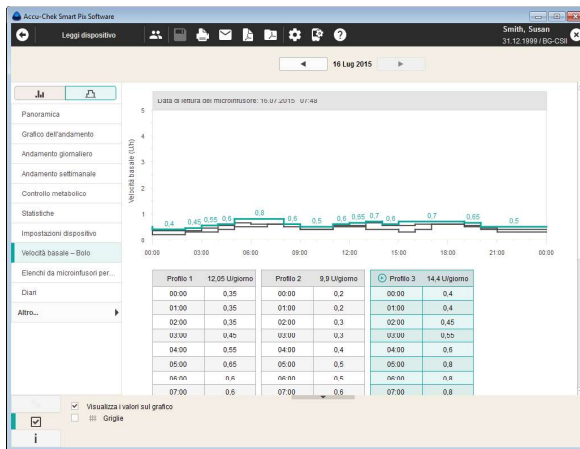 Accu-Chek Smart Pix Software
Leggi dispositivo
Smith, Susan
31.12.1999 / BG-CSII
16 Lug 2015
Panoramica
Grafico dell'andamento
Andamento giornaliero
Andamento settimanale
Controllo metabolico
Statistiche
Impostazioni dispositivo
Velocità basale – Bolo
Elenchi da microinfusori per...
Diari
Altro...
Data di lettura del microinfusore: 16.07.2015 07:48
Velocità basale (U/h)
5
4
3
2
1
0
0,4 0,45 0,55 0,6 0,8 0,6 0,5 0,6 0,65 0,7 0,6 0,7 0,65 0,5
00:00 03:00 06:00 09:00 12:00 15:00 18:00 21:00 00:00
Profilo 1 12,05 U/giorno Profilo 2 9,9 U/giorno Profilo 3 14,4 U/giorno
00:00 0,35 00:00 0,2 00:00 0,4
01:00 0,35 01:00 0,2 01:00 0,4
02:00 0,35 02:00 0,3 02:00 0,45
03:00 0,45 03:00 0,3 03:00 0,55
04:00 0,55 04:00 0,4 04:00 0,6
05:00 0,65 05:00 0,5 05:00 0,8
06:00 0,6 06:00 0,5 06:00 0,8
07:00 0,6 07:00 0,6 07:00 0,8
Visualizza i valori sul grafico
Griglie